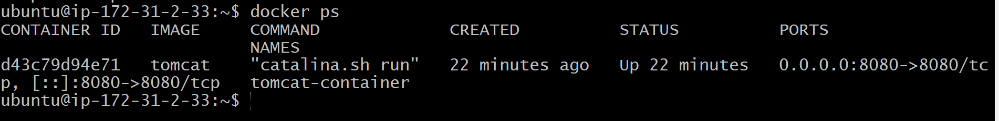 ubuntu@ip-172-31-2-33:~$ docker ps
CONTAINER ID   IMAGE     COMMAND             CREATED          STATUS          PORTS
                         NAMES
d43c79d94e71   tomcat    "catalina.sh run"   22 minutes ago   Up 22 minutes   0.0.0.0:8080->8080/tc
p, [::]:8080->8080/tcp   tomcat-container
ubuntu@ip-172-31-2-33:~$